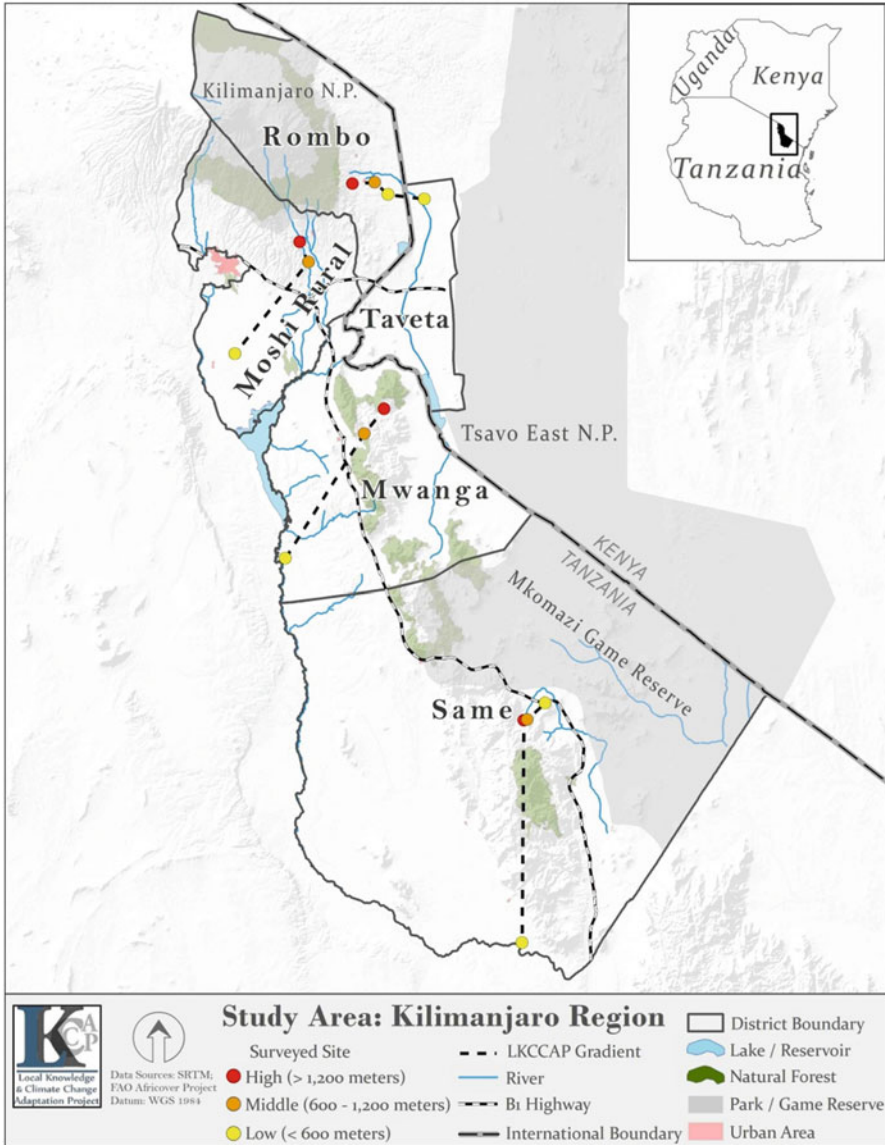 Kilimanjaro N.P.
Rombo
Uganda
Kenya
Tanzania
Moshi Rural
Taveta
Tsavo East N.P.
Mwanga
KENYA
TANZANIA
Mkomazi Game Reserve
Same
LKCCAP
Local Knowledge
& Climate Change
Adaptation Project
Data Sources: SRTM;
FAO Africover Project
Datum: WGS 1984
Study Area: Kilimanjaro Region
Surveyed Site
High (> 1,200 meters)
Middle (600 - 1,200 meters)
Low (< 600 meters)
LKCCAP Gradient
River
B1 Highway
International Boundary
District Boundary
Lake / Reservoir
Natural Forest
Park / Game Reserve
Urban Area